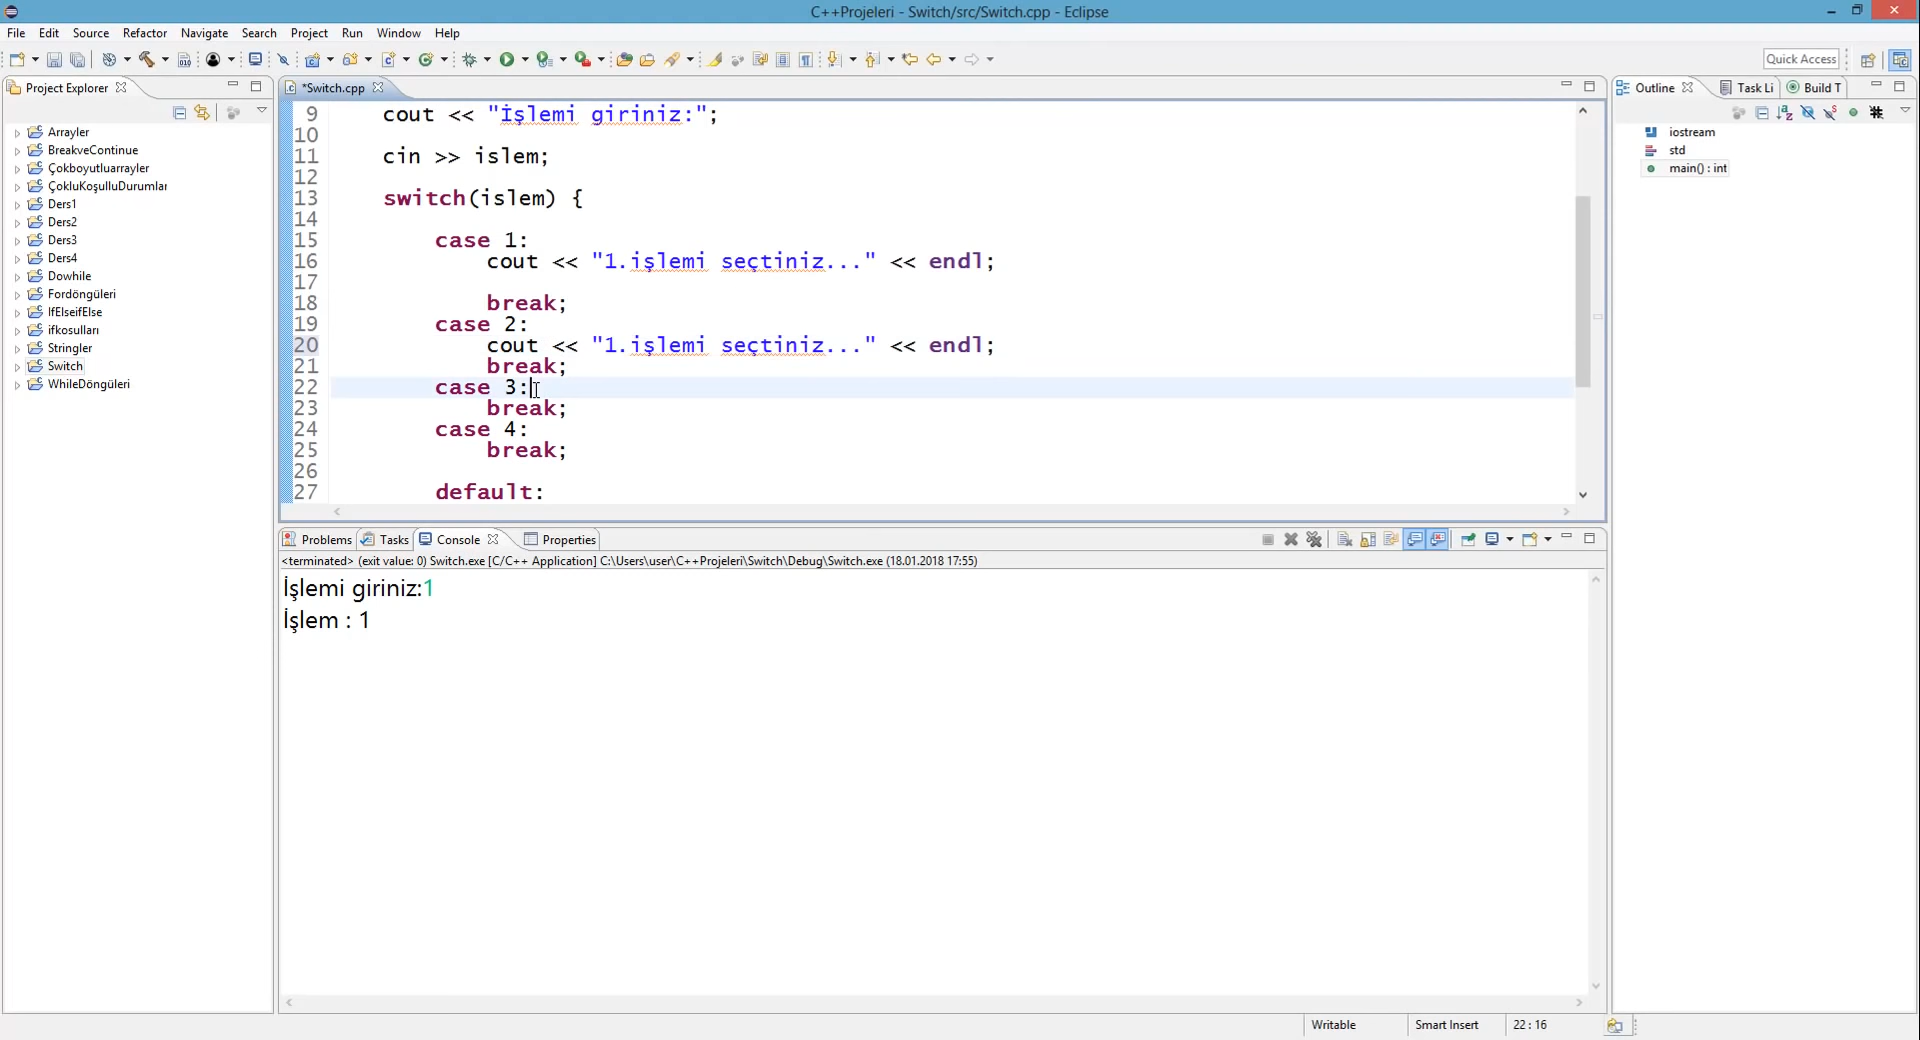 C++Projeleri - Switch/src/Switch.cpp - Eclipse
File Edit Source Refactor Navigate Search Project Run Window Help
Quick Access
Project Explorer
Arrayler
BreakveContinue
Çokboyutluarrayler
ÇokluKoşulluDurumlar
Ders1
Ders2
Ders3
Ders4
Dowhile
Fordöngüleri
IfElseifElse
ifkosulları
Stringler
Switch
WhileDöngüleri
*Switch.cpp
9 cout << "İşlemi giriniz:";
10
11 cin >> islem;
12
13 switch(islem) {
14
15 case 1:
16 cout << "1.işlemi seçtiniz..." << endl;
17
18 break;
19 case 2:
20 cout << "1.işlemi seçtiniz..." << endl;
21 break;
22 case 3:
23 break;
24 case 4:
25 break;
26
27 default:
Outline Task Li Build T
iostream
std
main() : int
Problems Tasks Console Properties
<terminated> (exit value: 0) Switch.exe [C/C++ Application] C:\Users\user\C++Projeleri\Switch\Debug\Switch.exe (18.01.2018 17:55)
İşlemi giriniz:1
İşlem : 1
Writable Smart Insert 22 : 16